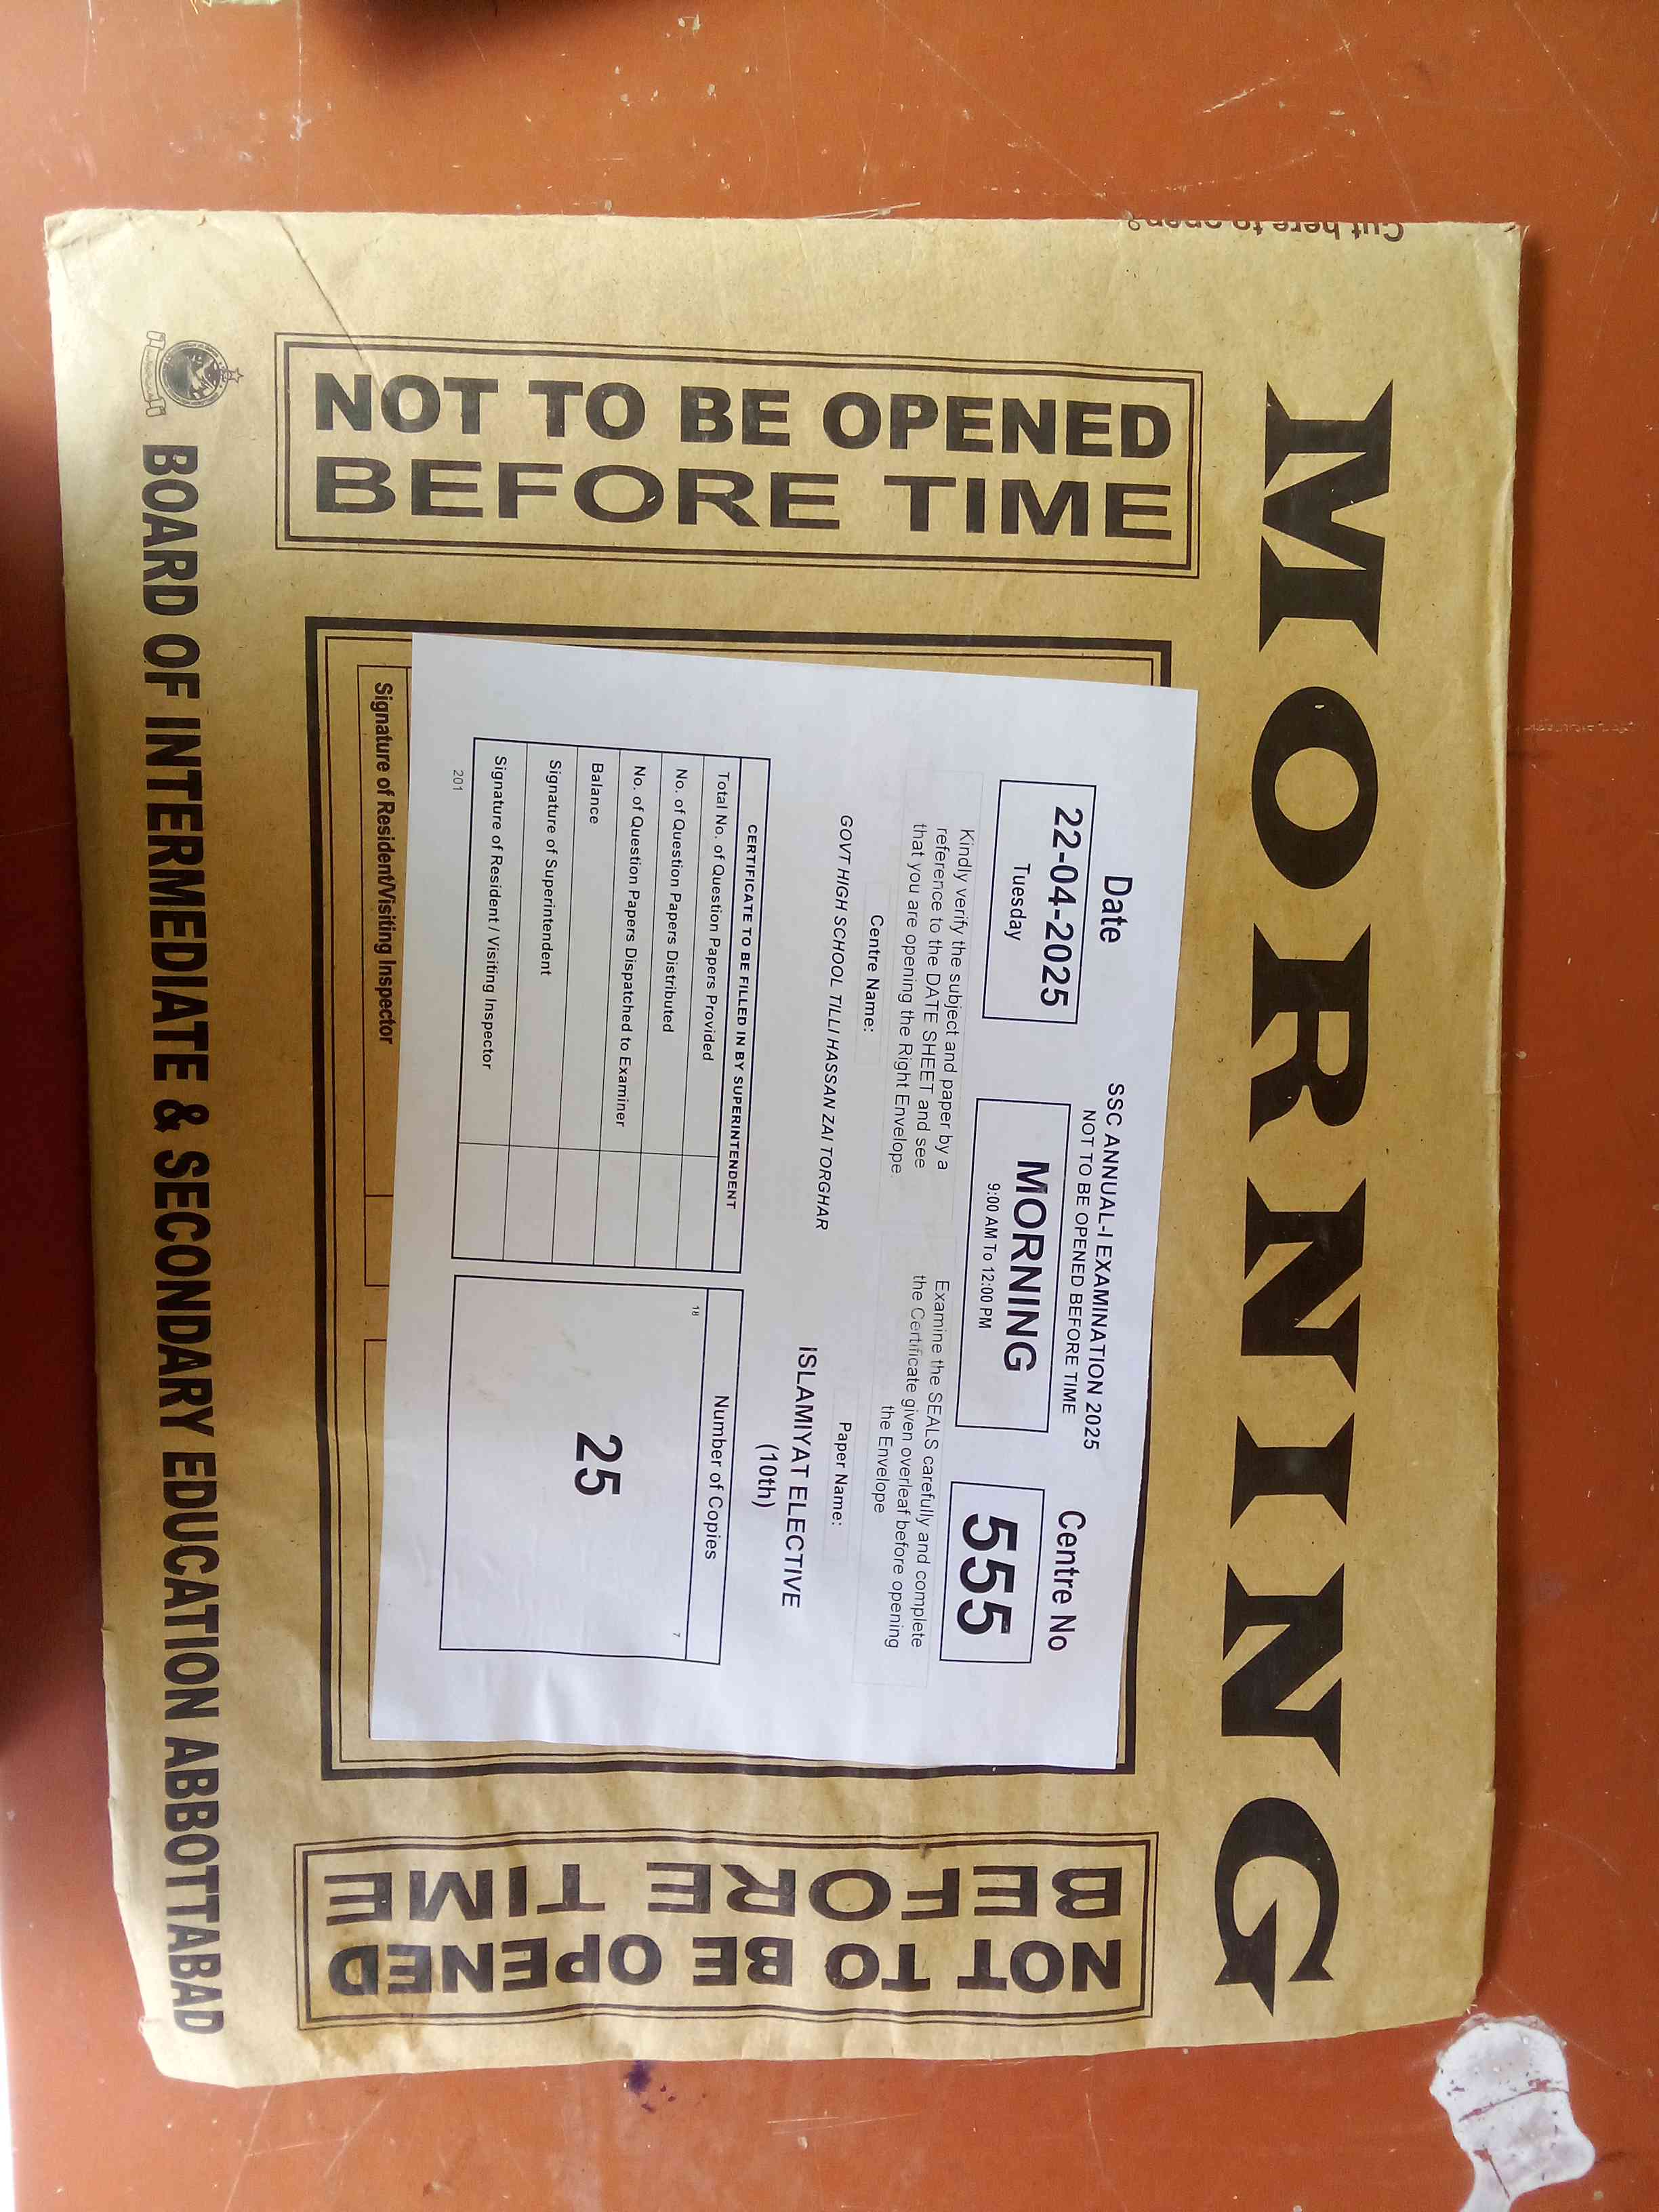 Cut here to open
MORNING
NOT TO BE OPENED
BEFORE TIME
Date
22-04-2025
Tuesday
SSC ANNUAL-I EXAMINATION 2025
NOT TO BE OPENED BEFORE TIME
MORNING
9:00 AM To 12:00 PM
Centre No
555
Kindly verify the subject and paper by a
reference to the DATE SHEET and see
that you are opening the Right Envelope.
Examine the SEALS carefully and complete
the Certificate given overleaf before opening
the Envelope
Centre Name:
GOVT HIGH SCHOOL TILLI HASSAN ZAI TORGHAR
Paper Name:
ISLAMIYAT ELECTIVE
(10th)
CERTIFICATE TO BE FILLED IN BY SUPERINTENDENT
Total No. of Question Papers Provided
No. of Question Papers Distributed
No. of Question Papers Dispatched to Examiner
Balance
Signature of Superintendent
Signature of Resident / Visiting Inspector
201
Number of Copies
18
7
25
Signature of Resident/Visiting Inspector
NOT TO BE OPENED
BEFORE TIME
BOARD OF INTERMEDIATE & SECONDARY EDUCATION ABBOTTABAD